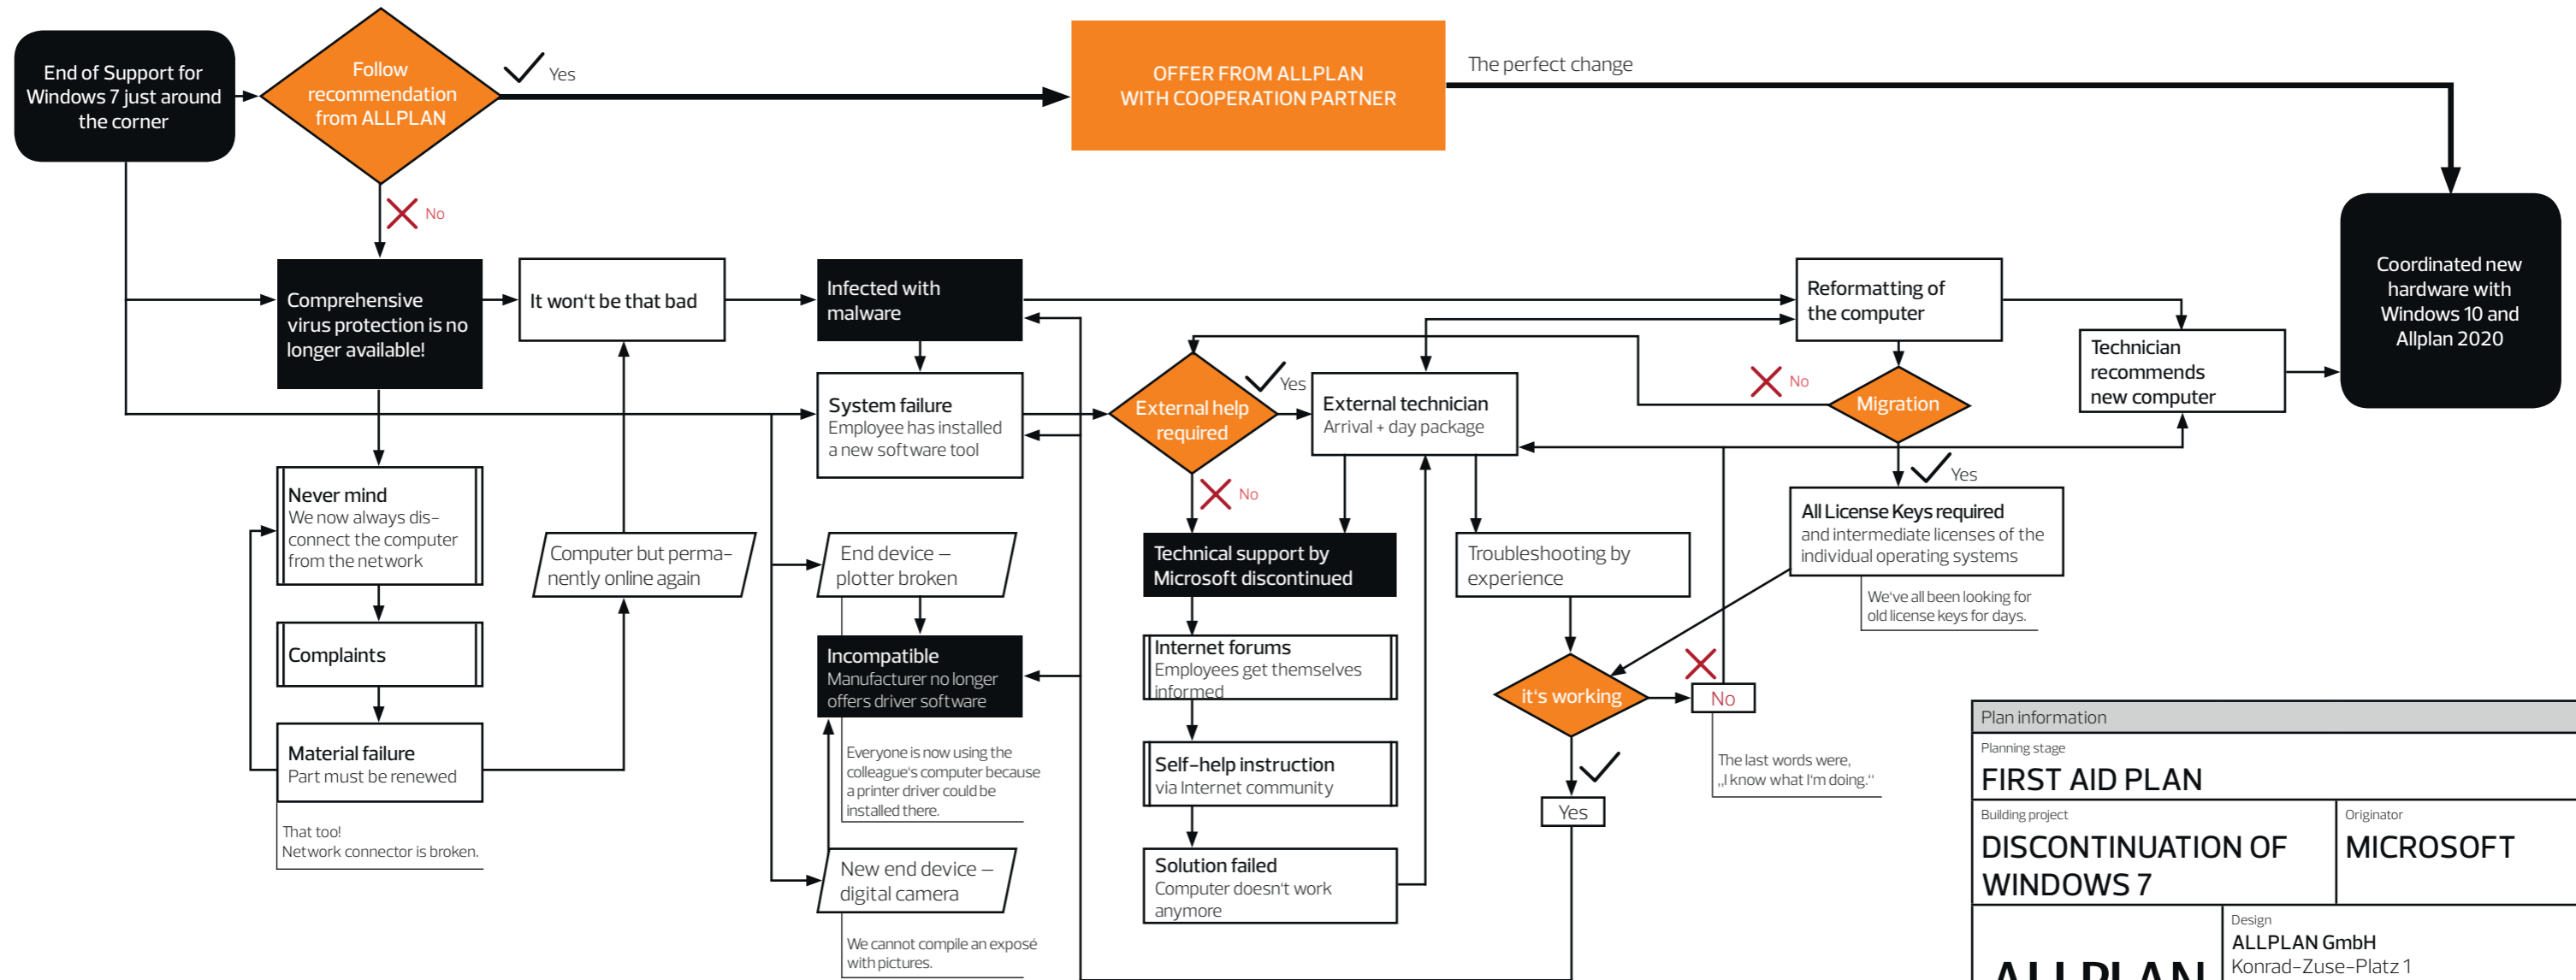 End of Support for
Windows 7 just around
the corner
Follow
recommendation
from ALLPLAN
Yes
OFFER FROM ALLPLAN
WITH COOPERATION PARTNER
The perfect change
No
Comprehensive
virus protection is no
longer available!
It won't be that bad
Infected with
malware
Reformatting of
the computer
Technician
recommends
new computer
Coordinated new
hardware with
Windows 10 and
Allplan 2020
System failure
Employee has installed
a new software tool
External help
required
Yes
External technician
Arrival + day package
No
Migration
No
Yes
Never mind
We now always dis-
connect the computer
from the network
Computer but perma-
nently online again
End device –
plotter broken
Technical support by
Microsoft discontinued
Troubleshooting by
experience
All License Keys required
and intermediate licenses of the
individual operating systems
We've all been looking for
old license keys for days.
Complaints
Incompatible
Manufacturer no longer
offers driver software
Internet forums
Employees get themselves
informed
it's working
No
Material failure
Part must be renewed
Everyone is now using the
colleague's computer because
a printer driver could be
installed there.
Self-help instruction
via Internet community
The last words were,
„I know what I'm doing.“
Yes
That too!
Network connector is broken.
New end device –
digital camera
Solution failed
Computer doesn't work
anymore
We cannot compile an exposé
with pictures.
Plan information
Planning stage
FIRST AID PLAN
Building project
DISCONTINUATION OF
WINDOWS 7
Originator
MICROSOFT
ALLPLAN
Design
ALLPLAN GmbH
Konrad-Zuse-Platz 1